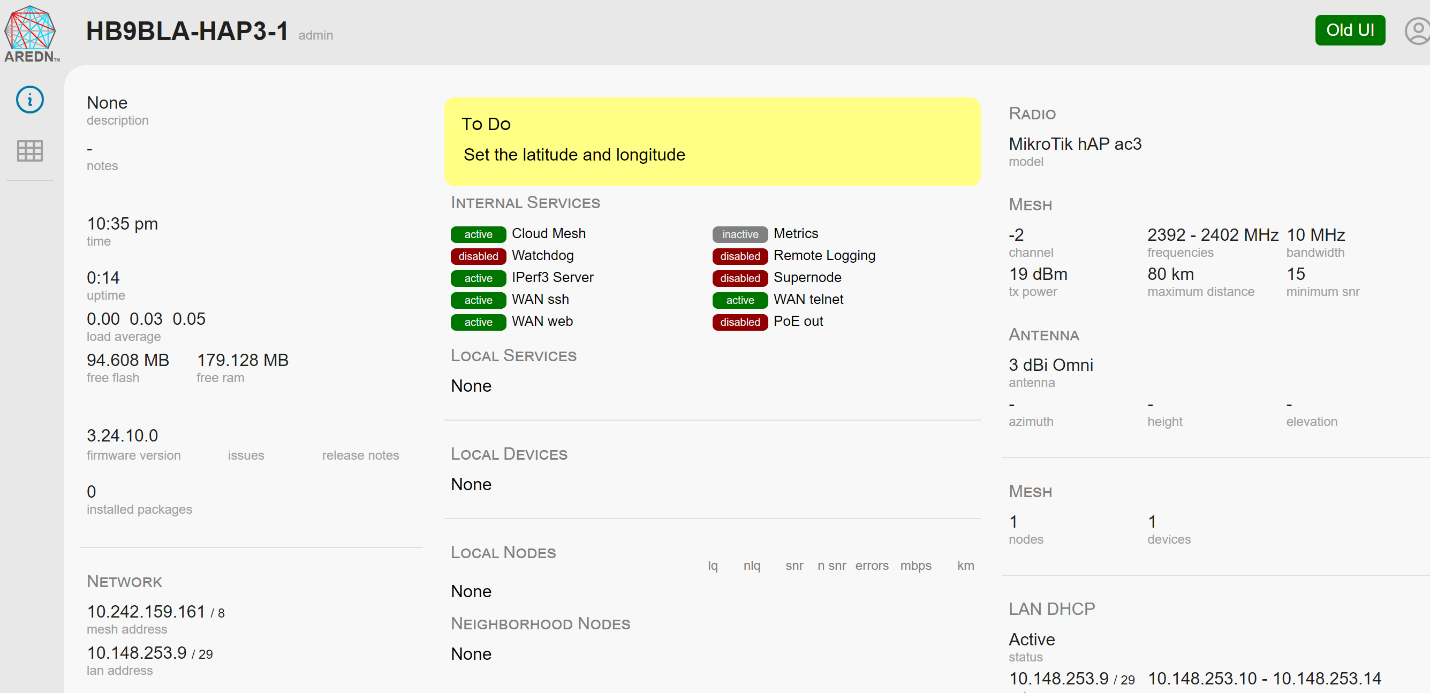 AREDN™
HB9BLA-HAP3-1 admin
Old UI
None
description
-
notes
10:35 pm
time
0:14
uptime
0.00 0.03 0.05
load average
94.608 MB 179.128 MB
free flash free ram
3.24.10.0
firmware version issues release notes
0
installed packages
NETWORK
10.242.159.161 / 8
mesh address
10.148.253.9 / 29
lan address
To Do
Set the latitude and longitude
INTERNAL SERVICES
active Cloud Mesh inactive Metrics
disabled Watchdog disabled Remote Logging
active IPerf3 Server disabled Supernode
active WAN ssh active WAN telnet
active WAN web disabled PoE out
LOCAL SERVICES
None
LOCAL DEVICES
None
LOCAL NODES
lq nlq snr n snr errors mbps km
None
NEIGHBORHOOD NODES
None
RADIO
MikroTik hAP ac3
model
MESH
-2 2392 - 2402 MHz 10 MHz
channel frequencies bandwidth
19 dBm 80 km 15
tx power maximum distance minimum snr
ANTENNA
3 dBi Omni
antenna
- - -
azimuth height elevation
MESH
1 1
nodes devices
LAN DHCP
Active
status
10.148.253.9 / 29 10.148.253.10 - 10.148.253.14